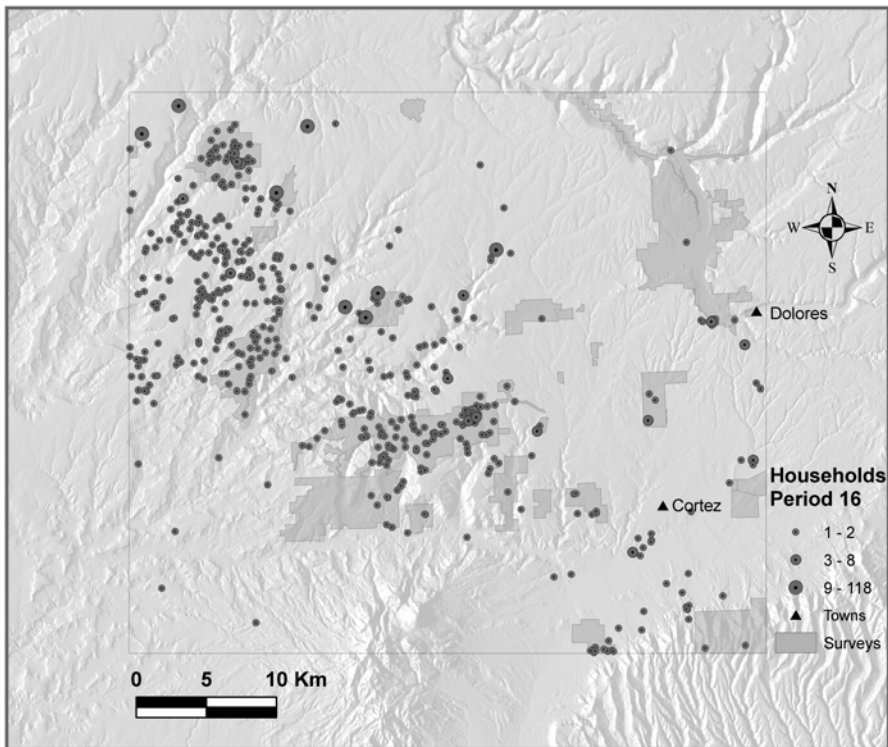 N
W E
S
Dolores
Cortez
Households
Period 16
1 - 2
3 - 8
9 - 118
Towns
Surveys
0 5 10 Km